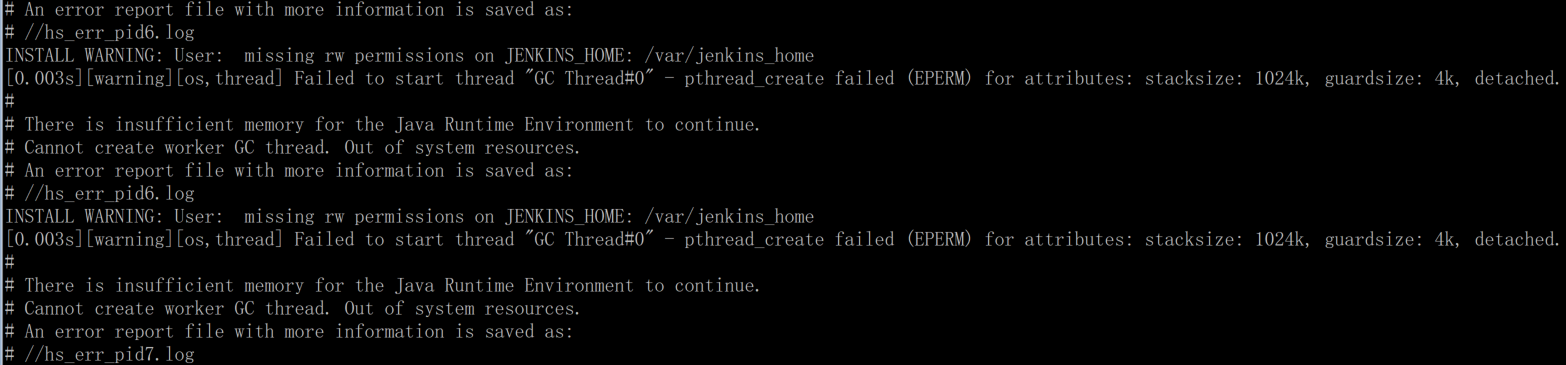 # An error report file with more information is saved as:
# //hs_err_pid6.log
INSTALL WARNING: User:  missing rw permissions on JENKINS_HOME: /var/jenkins_home
[0.003s][warning][os,thread] Failed to start thread "GC Thread#0" - pthread_create failed (EPERM) for attributes: stacksize: 1024k, guardsize: 4k, detached.
#
# There is insufficient memory for the Java Runtime Environment to continue.
# Cannot create worker GC thread. Out of system resources.
# An error report file with more information is saved as:
# //hs_err_pid6.log
INSTALL WARNING: User:  missing rw permissions on JENKINS_HOME: /var/jenkins_home
[0.003s][warning][os,thread] Failed to start thread "GC Thread#0" - pthread_create failed (EPERM) for attributes: stacksize: 1024k, guardsize: 4k, detached.
#
# There is insufficient memory for the Java Runtime Environment to continue.
# Cannot create worker GC thread. Out of system resources.
# An error report file with more information is saved as:
# //hs_err_pid7.log